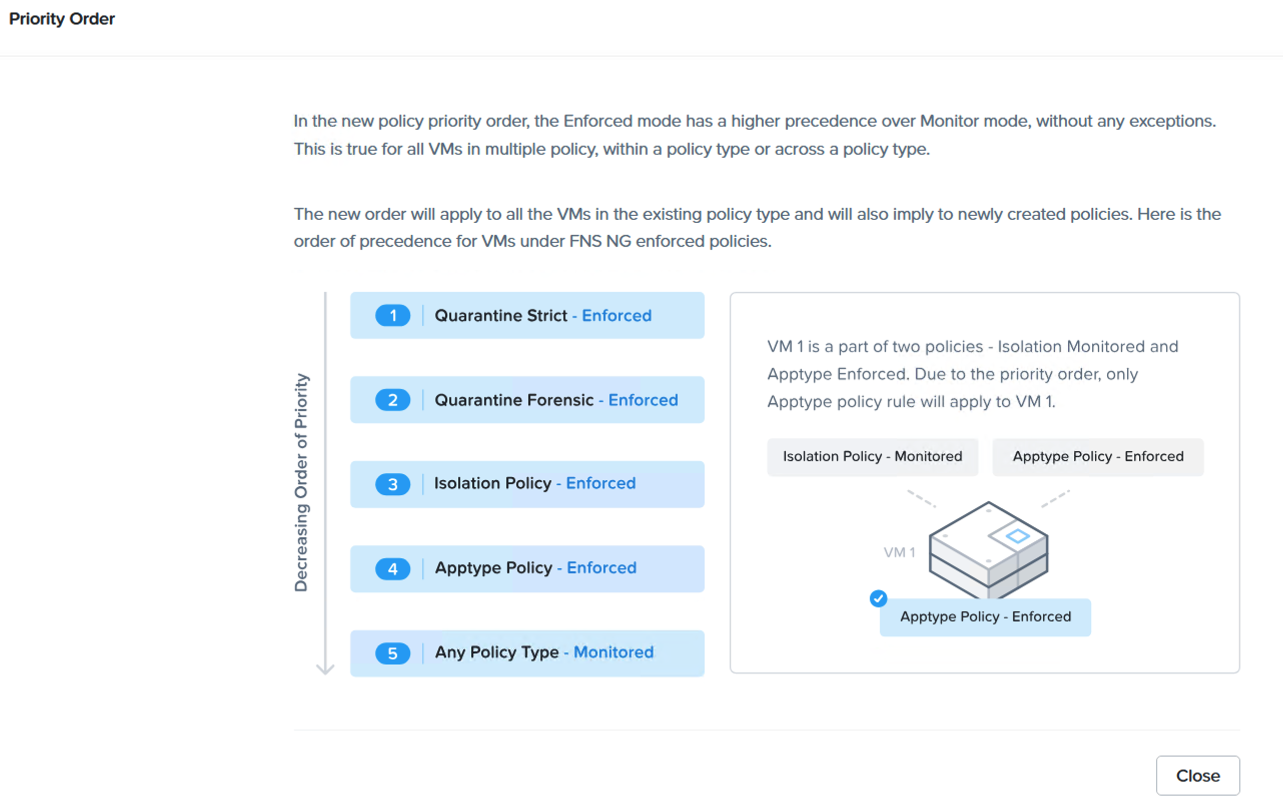 Priority Order
In the new policy priority order, the Enforced mode has a higher precedence over Monitor mode, without any exceptions.
This is true for all VMs in multiple policy, within a policy type or across a policy type.
The new order will apply to all the VMs in the existing policy type and will also imply to newly created policies. Here is the
order of precedence for VMs under FNS NG enforced policies.
Decreasing Order of Priority
1 Quarantine Strict - Enforced
2 Quarantine Forensic - Enforced
3 Isolation Policy - Enforced
4 Apptype Policy - Enforced
5 Any Policy Type - Monitored
VM 1 is a part of two policies - Isolation Monitored and
Apptype Enforced. Due to the priority order, only
Apptype policy rule will apply to VM 1.
Isolation Policy - Monitored
Apptype Policy - Enforced
VM 1
Apptype Policy - Enforced
Close